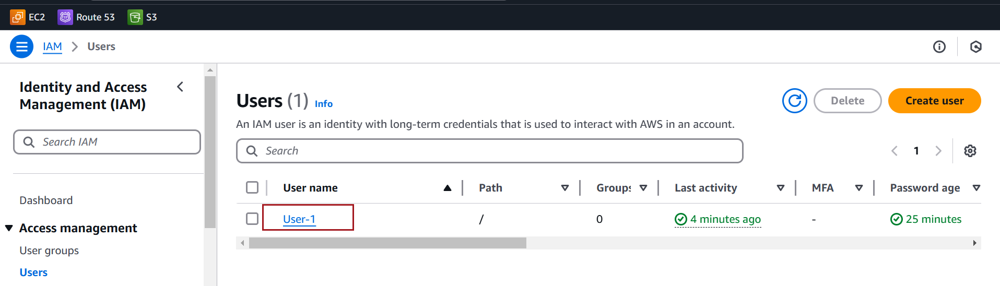 EC2 Route 53 S3
IAM Users
Identity and Access
Management (IAM)
Search IAM
Dashboard
Access management
User groups
Users
Users (1) Info
Delete
Create user
An IAM user is an identity with long-term credentials that is used to interact with AWS in an account.
Search
1
User name Path Groups Last activity MFA Password age
User-1 / 0 4 minutes ago - 25 minutes